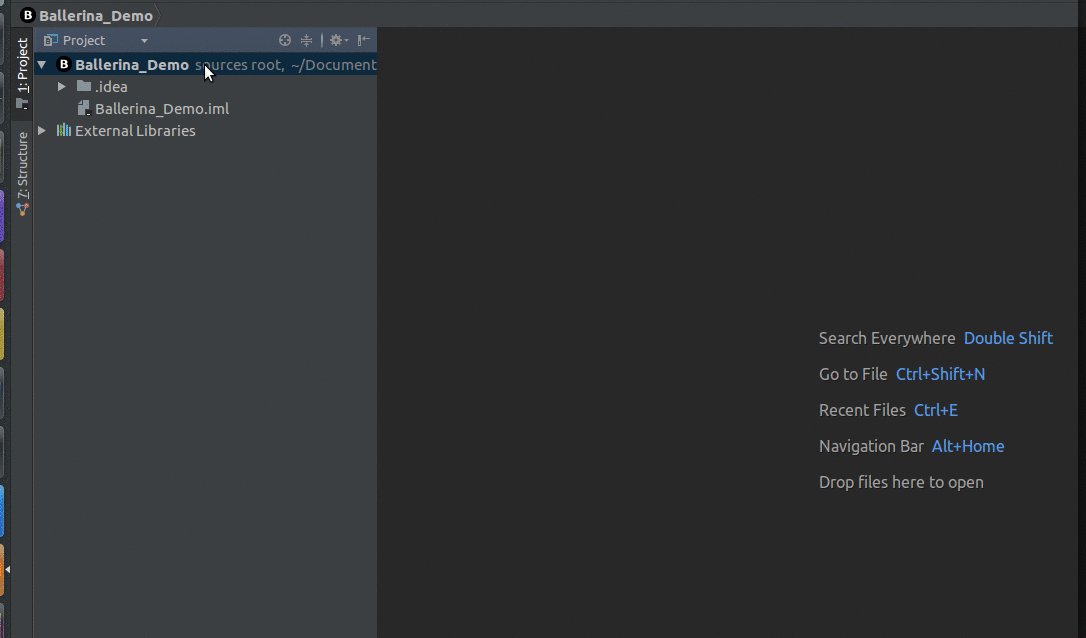 B Ballerina_Demo
Project
1: Project
B Ballerina_Demo sources root, ~/Document
.idea
Ballerina_Demo.iml
External Libraries
7: Structure
Search Everywhere Double Shift
Go to File Ctrl+Shift+N
Recent Files Ctrl+E
Navigation Bar Alt+Home
Drop files here to open